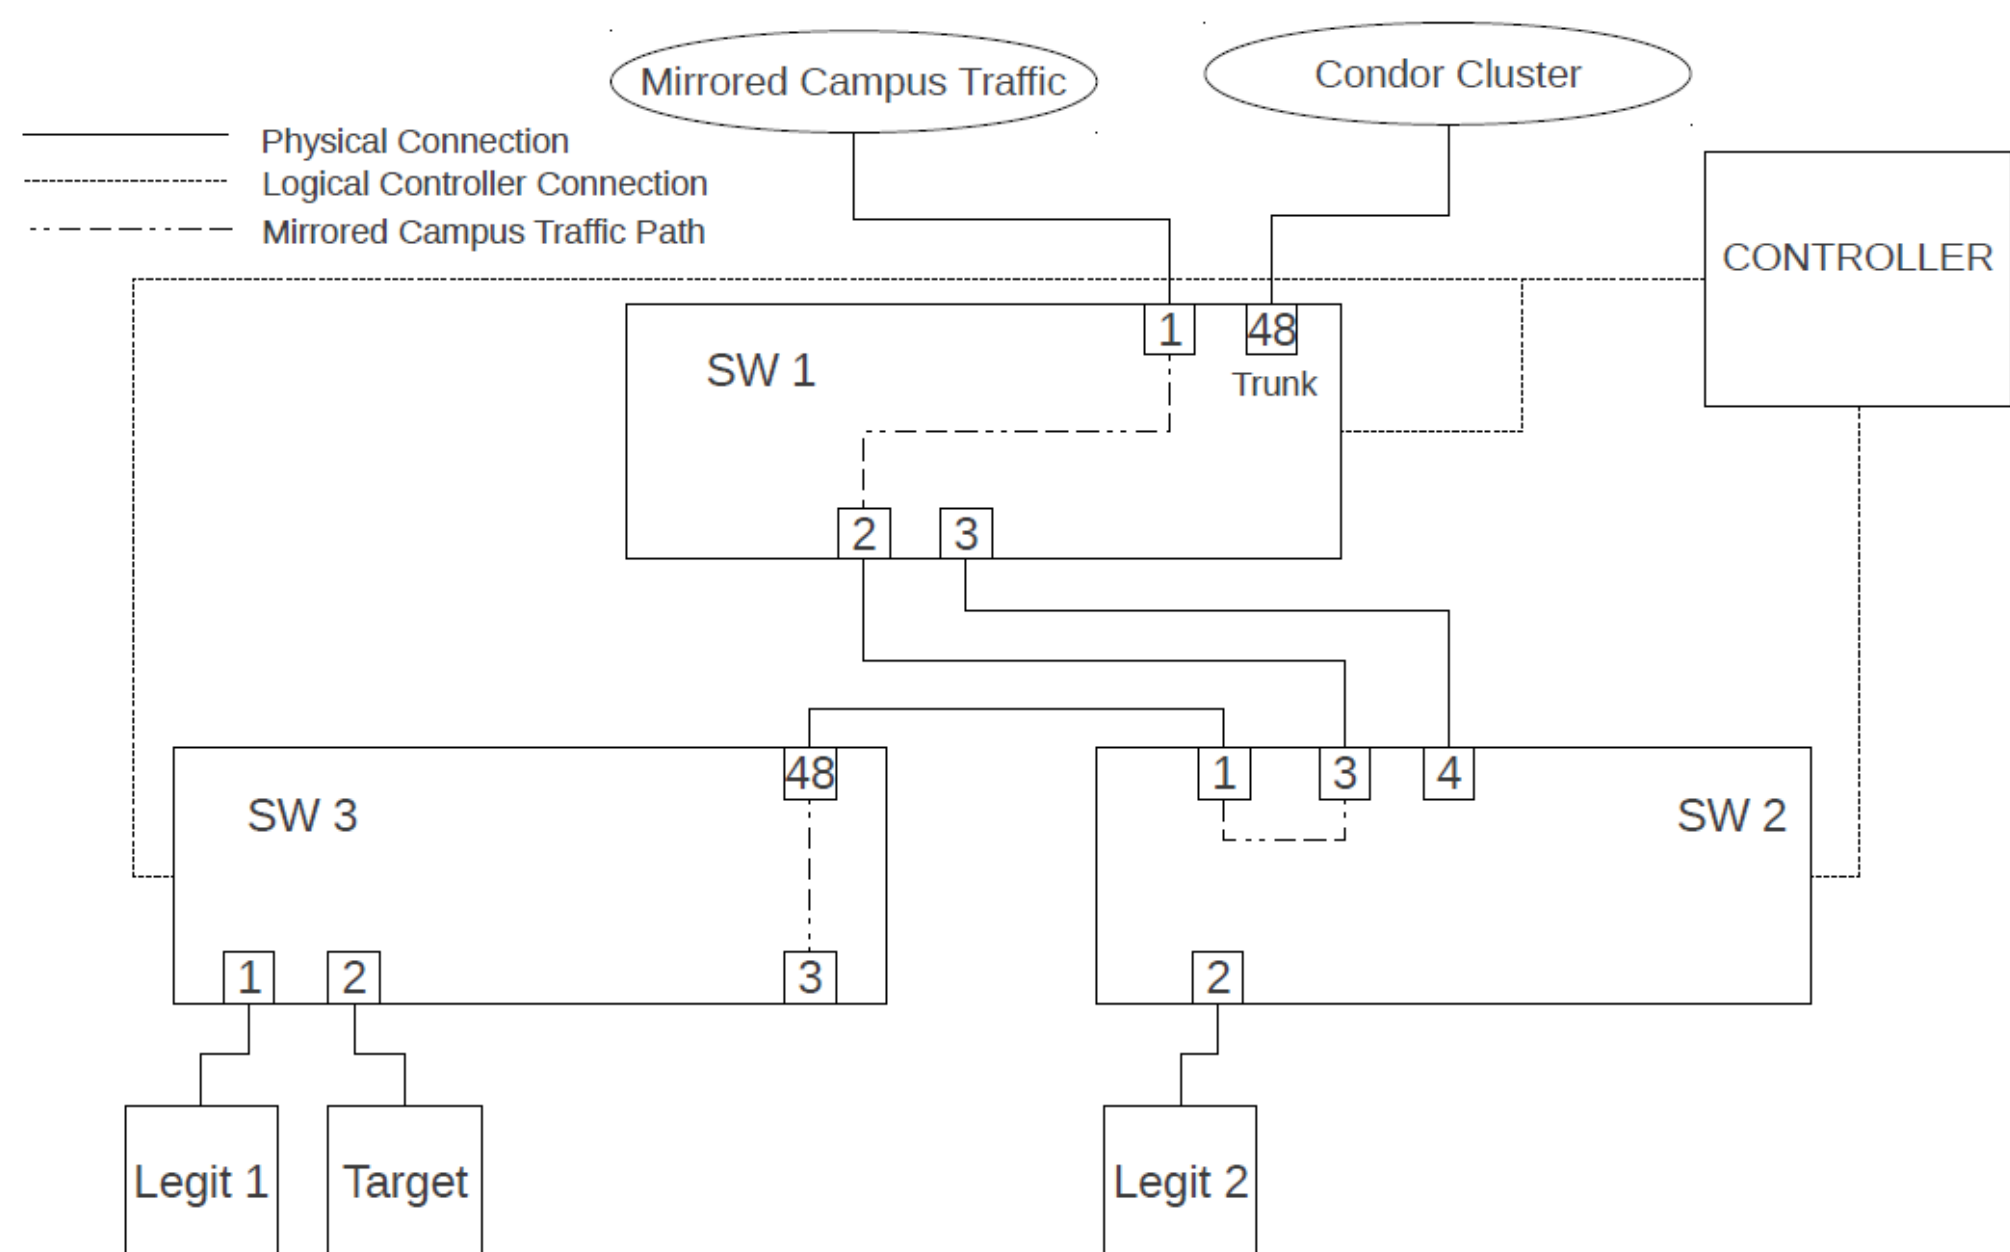 Mirrored Campus Traffic
Condor Cluster
Physical Connection
Logical Controller Connection
Mirrored Campus Traffic Path
CONTROLLER
1
48
SW 1
Trunk
2
3
48
1
3
4
SW 3
SW 2
1
2
3
2
Legit 1
Target
Legit 2